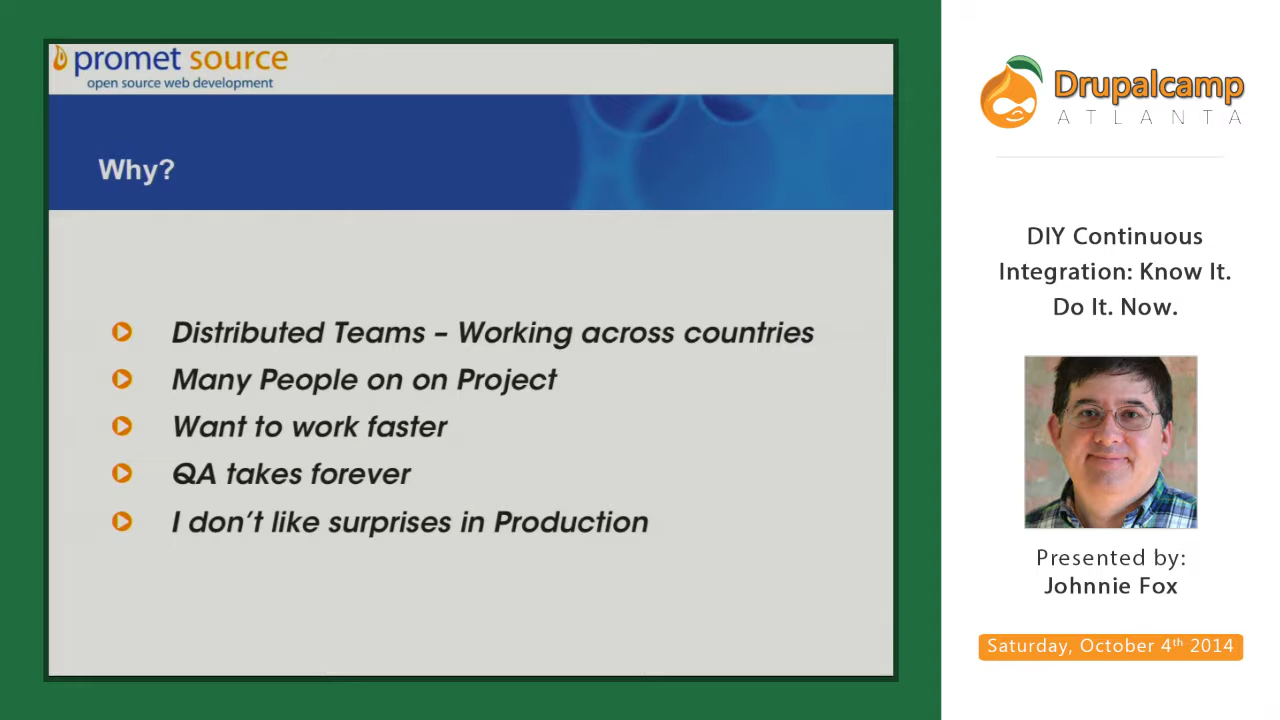 promet source
open source web development
Why?
Distributed Teams – Working across countries
Many People on on Project
Want to work faster
QA takes forever
I don't like surprises in Production
Drupalcamp
ATLANTA
DIY Continuous
Integration: Know It.
Do It. Now.
Presented by:
Johnnie Fox
Saturday, October 4th 2014